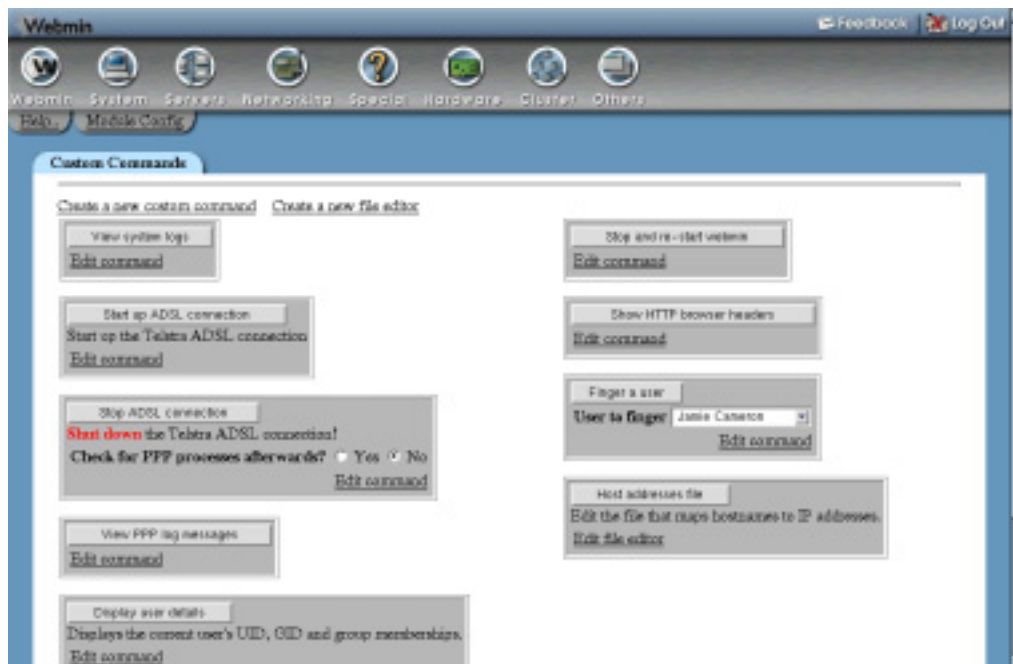 Webmin
Feedback
Log Out
Webmin System Servers Networking Special Hardware Cluster Others
Help.. Module Config
Custom Commands
Create a new custom command Create a new file editor
View system logs
Edit command
Start up ADSL connection
Start up the Telstra ADSL connection
Edit command
Stop ADSL connection
Shut down the Telstra ADSL connection!
Check for PPP processes afterwards? Yes No
Edit command
View PPP log messages
Edit command
Display user details
Displays the current user's UID, GID and group memberships.
Edit command
Stop and re-start webmin
Edit command
Show HTTP browser headers
Edit command
Finger a user
User to finger Jamie Cameron
Edit command
Host addresses file
Edit the file that maps hostnames to IP addresses.
Edit file editor